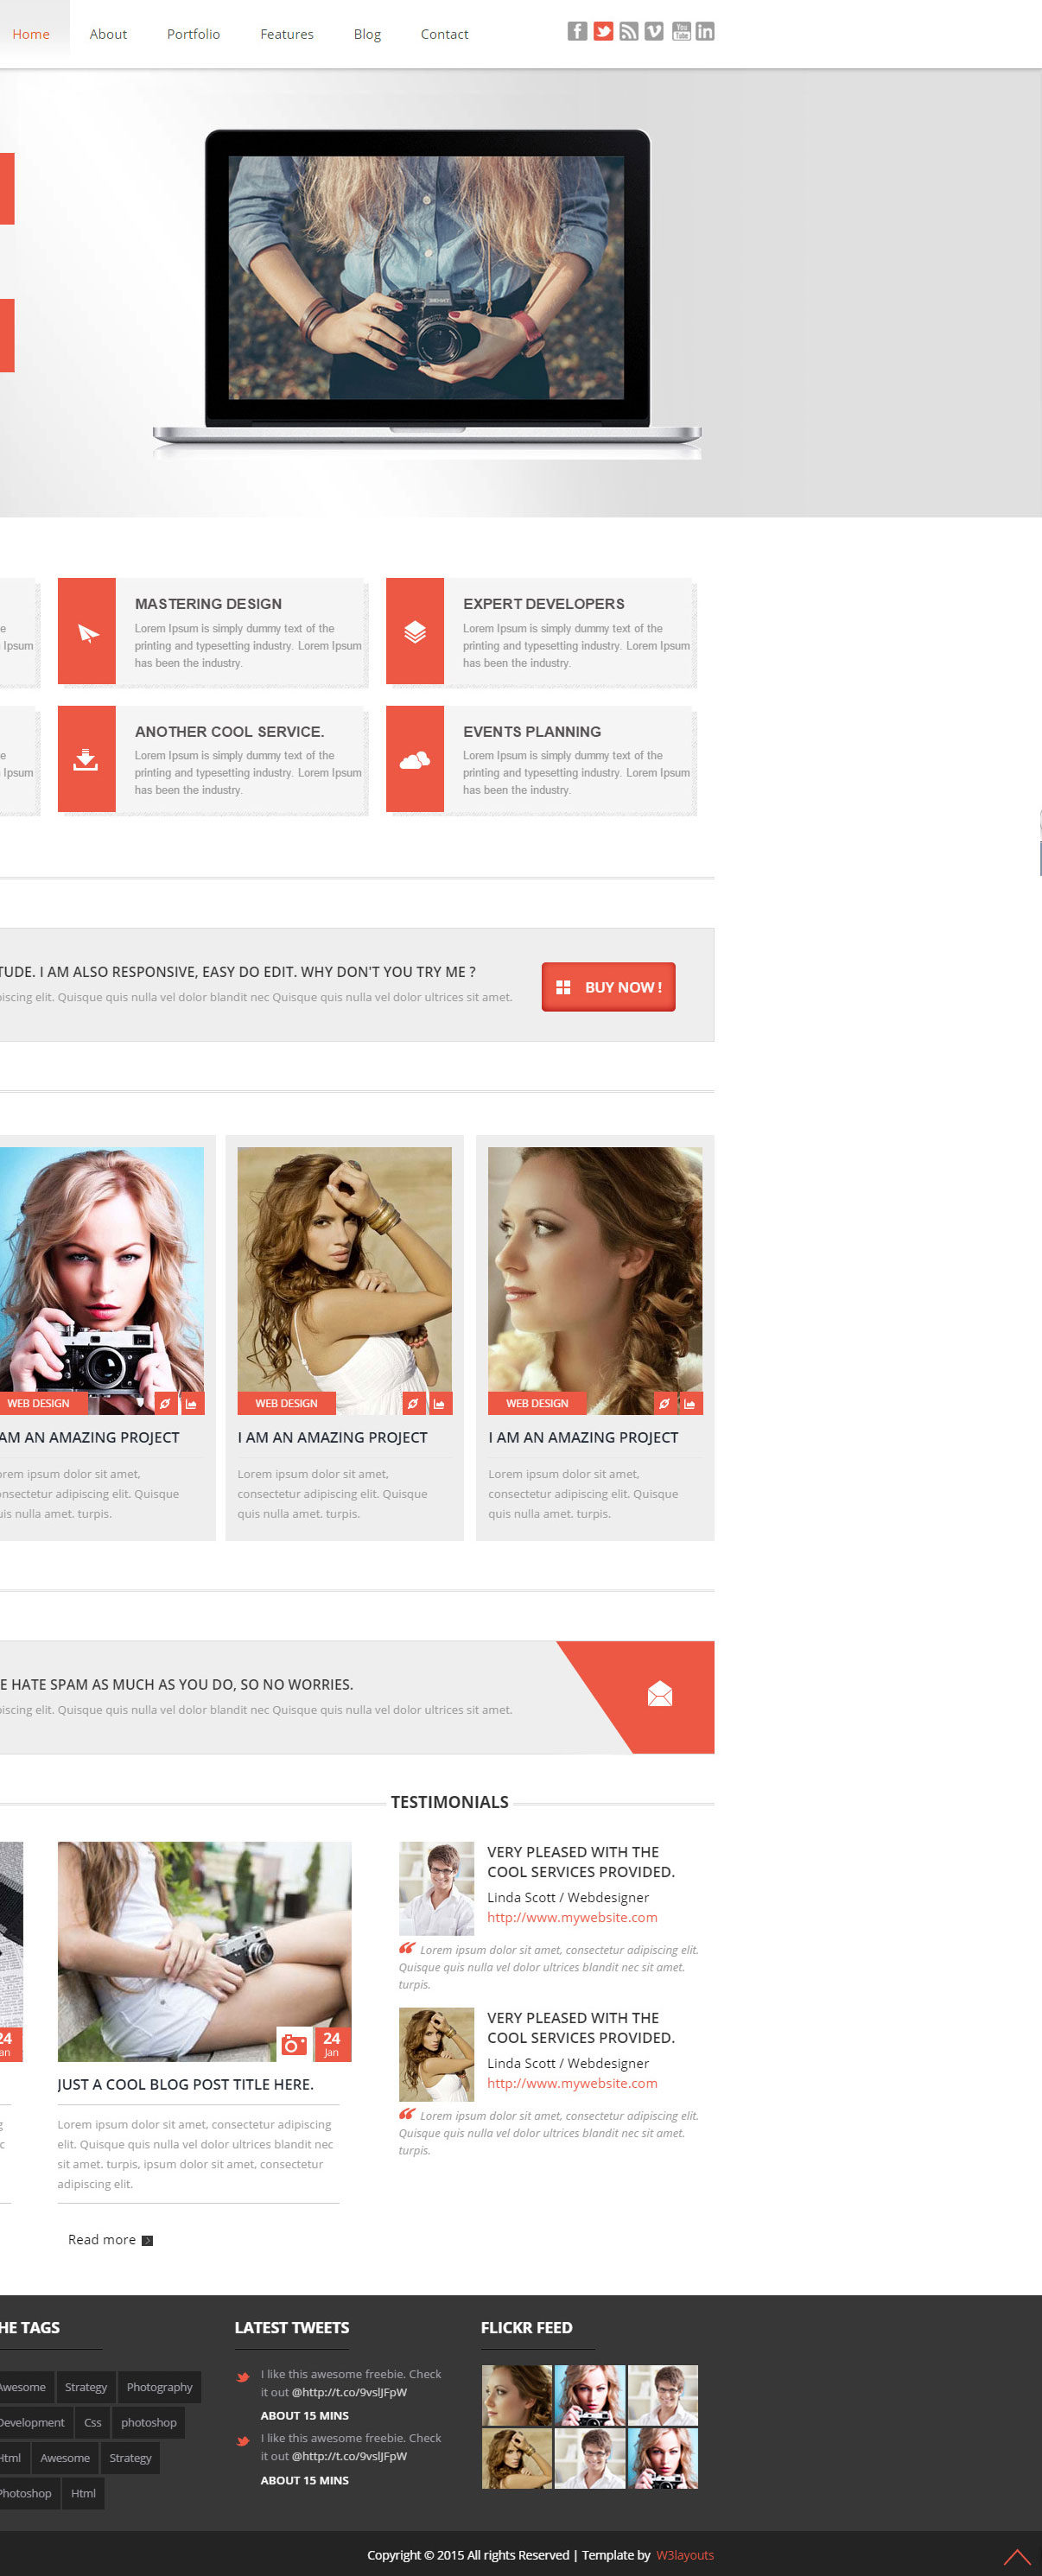 Home About Portfolio Features Blog Contact
MASTERING DESIGN
Lorem Ipsum is simply dummy text of the
printing and typesetting industry. Lorem Ipsum
has been the industry.
EXPERT DEVELOPERS
Lorem Ipsum is simply dummy text of the
printing and typesetting industry. Lorem Ipsum
has been the industry.
Ipsum
ANOTHER COOL SERVICE.
Lorem Ipsum is simply dummy text of the
printing and typesetting industry. Lorem Ipsum
has been the industry.
EVENTS PLANNING
Lorem Ipsum is simply dummy text of the
printing and typesetting industry. Lorem Ipsum
has been the industry.
Ipsum
TUDE. I AM ALSO RESPONSIVE, EASY DO EDIT. WHY DON'T YOU TRY ME ?
piscing elit. Quisque quis nulla vel dolor blandit nec Quisque quis nulla vel dolor ultrices sit amet.
BUY NOW !
WEB DESIGN
AM AN AMAZING PROJECT
orem ipsum dolor sit amet,
onsectetur adipiscing elit. Quisque
uis nulla amet. turpis.
WEB DESIGN
I AM AN AMAZING PROJECT
Lorem ipsum dolor sit amet,
consectetur adipiscing elit. Quisque
quis nulla amet. turpis.
WEB DESIGN
I AM AN AMAZING PROJECT
Lorem ipsum dolor sit amet,
consectetur adipiscing elit. Quisque
quis nulla amet. turpis.
E HATE SPAM AS MUCH AS YOU DO, SO NO WORRIES.
piscing elit. Quisque quis nulla vel dolor blandit nec Quisque quis nulla vel dolor ultrices sit amet.
24
an
24
Jan
JUST A COOL BLOG POST TITLE HERE.
Lorem ipsum dolor sit amet, consectetur adipiscing
elit. Quisque quis nulla vel dolor ultrices blandit nec
sit amet. turpis, ipsum dolor sit amet, consectetur
adipiscing elit.
Read more
TESTIMONIALS
VERY PLEASED WITH THE
COOL SERVICES PROVIDED.
Linda Scott / Webdesigner
http://www.mywebsite.com
Lorem ipsum dolor sit amet, consectetur adipiscing elit.
Quisque quis nulla vel dolor ultrices blandit nec sit amet.
turpis.
VERY PLEASED WITH THE
COOL SERVICES PROVIDED.
Linda Scott / Webdesigner
http://www.mywebsite.com
Lorem ipsum dolor sit amet, consectetur adipiscing elit.
Quisque quis nulla vel dolor ultrices blandit nec sit amet.
turpis.
HE TAGS
Awesome Strategy Photography
Development Css photoshop
Html Awesome Strategy
Photoshop Html
LATEST TWEETS
I like this awesome freebie. Check
it out @http://t.co/9vslJFpW
ABOUT 15 MINS
I like this awesome freebie. Check
it out @http://t.co/9vslJFpW
ABOUT 15 MINS
FLICKR FEED
Copyright © 2015 All rights Reserved | Template by W3layouts